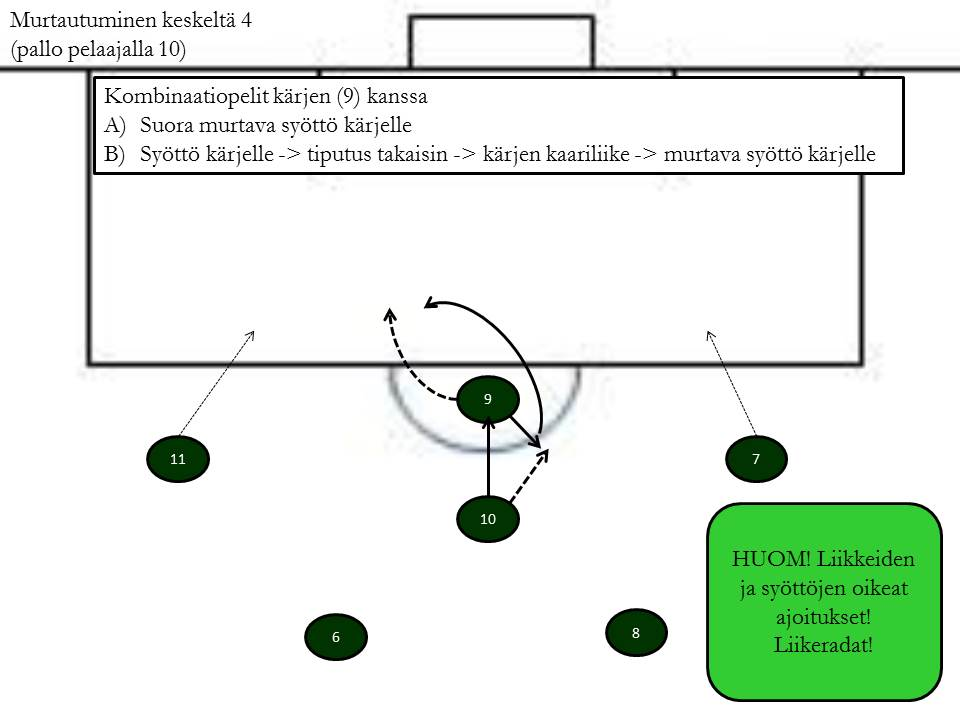 Murtautuminen keskeltä 4
(pallo pelaajalla 10)
Kombinaatiopelit kärjen (9) kanssa
A) Suora murtava syöttö kärjelle
B) Syöttö kärjelle -> tiputus takaisin -> kärjen kaariliike -> murtava syöttö kärjelle
9
11
7
10
HUOM! Liikkeiden
ja syöttöjen oikeat
ajoitukset!
Liikeradat!
6
8